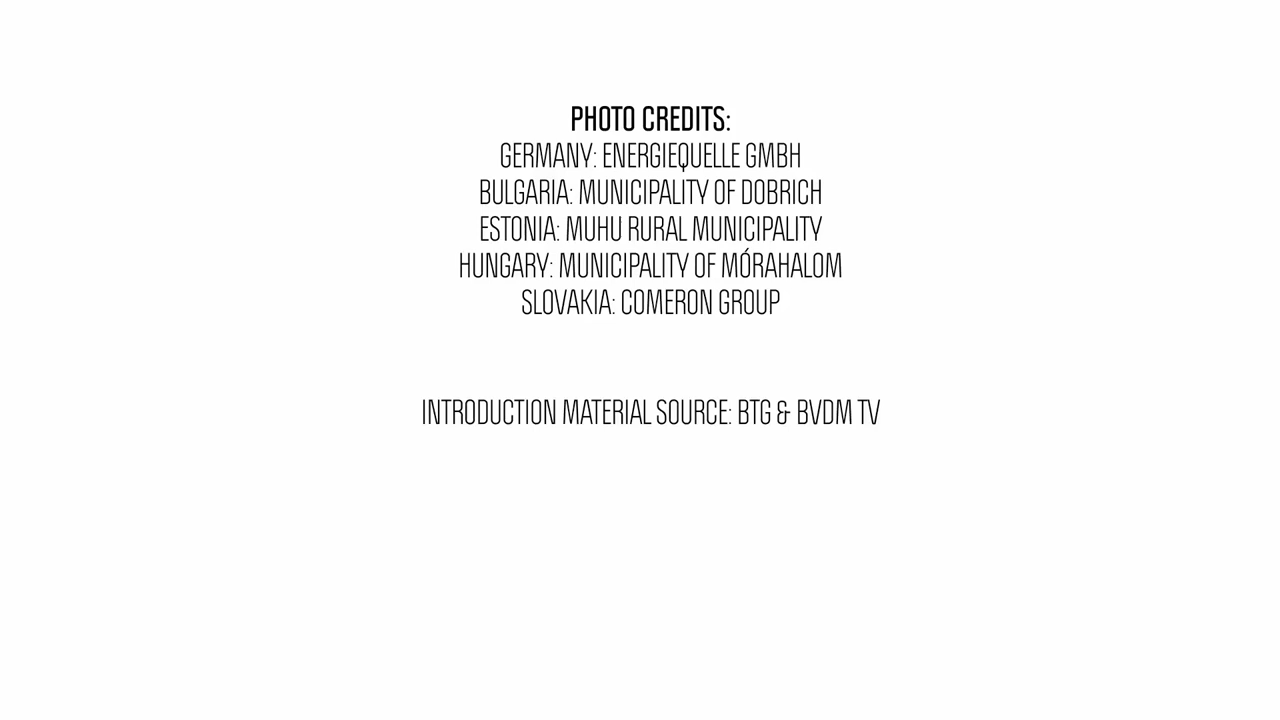 PHOTO CREDITS:
GERMANY: ENERGIEQUELLE GMBH
BULGARIA: MUNICIPALITY OF DOBRICH
ESTONIA: MUHU RURAL MUNICIPALITY
HUNGARY: MUNICIPALITY OF MÓRAHALOM
SLOVAKIA: COMERON GROUP
INTRODUCTION MATERIAL SOURCE: BTG & BVDM TV